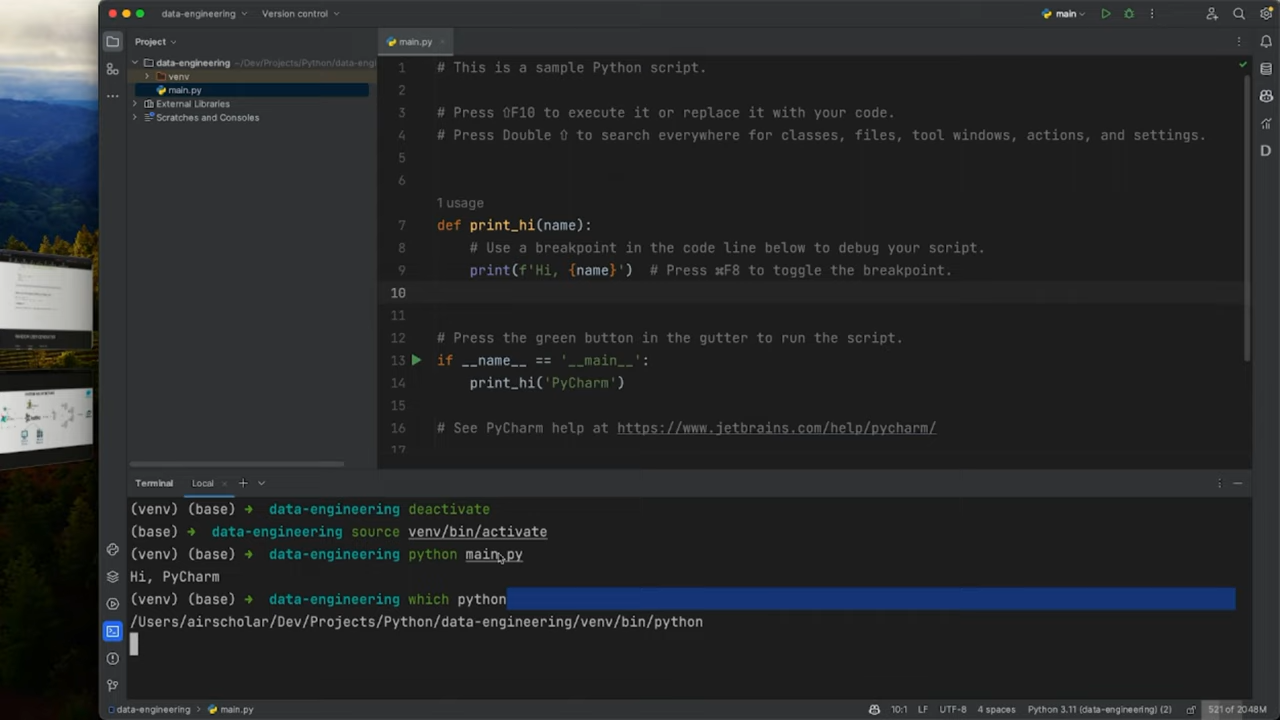 data-engineering
Version control
main
Project
main.py
data-engineering ~/Dev/Projects/Python/data-engi
venv
main.py
External Libraries
Scratches and Consoles
1 # This is a sample Python script.
2
3 # Press ⇧F10 to execute it or replace it with your code.
4 # Press Double ⇧ to search everywhere for classes, files, tool windows, actions, and settings.
5
6
1 usage
7 def print_hi(name):
8 # Use a breakpoint in the code line below to debug your script.
9 print(f'Hi, {name}') # Press ⌘F8 to toggle the breakpoint.
10
11
12 # Press the green button in the gutter to run the script.
13 if __name__ == '__main__':
14 print_hi('PyCharm')
15
16 # See PyCharm help at https://www.jetbrains.com/help/pycharm/
17
D
Terminal
Local
(venv) (base) → data-engineering deactivate
(base) → data-engineering source venv/bin/activate
(venv) (base) → data-engineering python main.py
Hi, PyCharm
(venv) (base) → data-engineering which python
/Users/airscholar/Dev/Projects/Python/data-engineering/venv/bin/python
data-engineering > main.py
10:1 LF UTF-8 4 spaces Python 3.11 (data-engineering) (2) 521 of 2048M